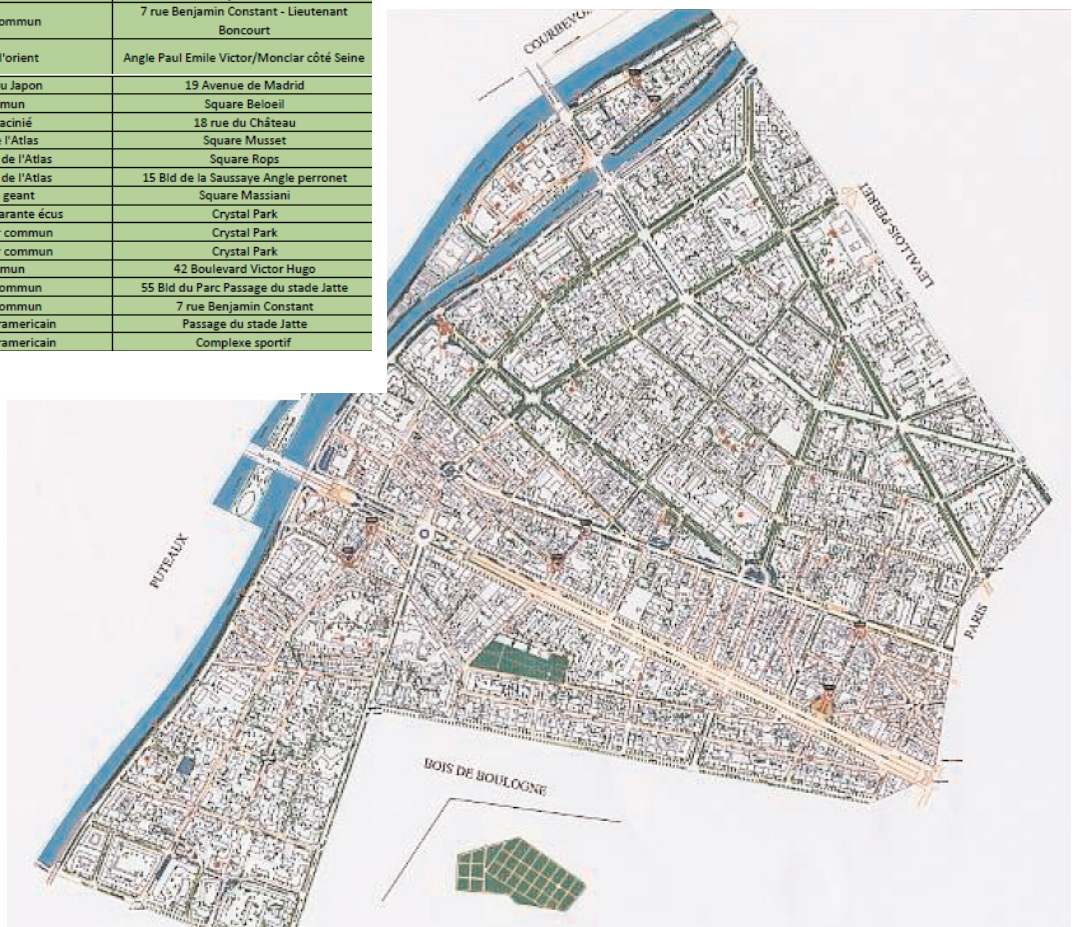 ommun 7 rue Benjamin Constant - Lieutenant
Boncourt
l'orient Angle Paul Emile Victor/Monclar côté Seine
u Japon 19 Avenue de Madrid
mun Square Beloeil
acinié 18 rue du Château
e l'Atlas Square Musset
de l'Atlas Square Rops
de l'Atlas 15 Bld de la Saussaye Angle perronet
geant Square Massiani
arante écus Crystal Park
r commun Crystal Park
r commun Crystal Park
mun 42 Boulevard Victor Hugo
ommun 55 Bld du Parc Passage du stade Jatte
ommun 7 rue Benjamin Constant
ramericain Passage du stade Jatte
ramericain Complexe sportif
COURBEVOI
LEVALLOIS-PERRET
PUTEAUX
PARIS
BOIS DE BOULOGNE